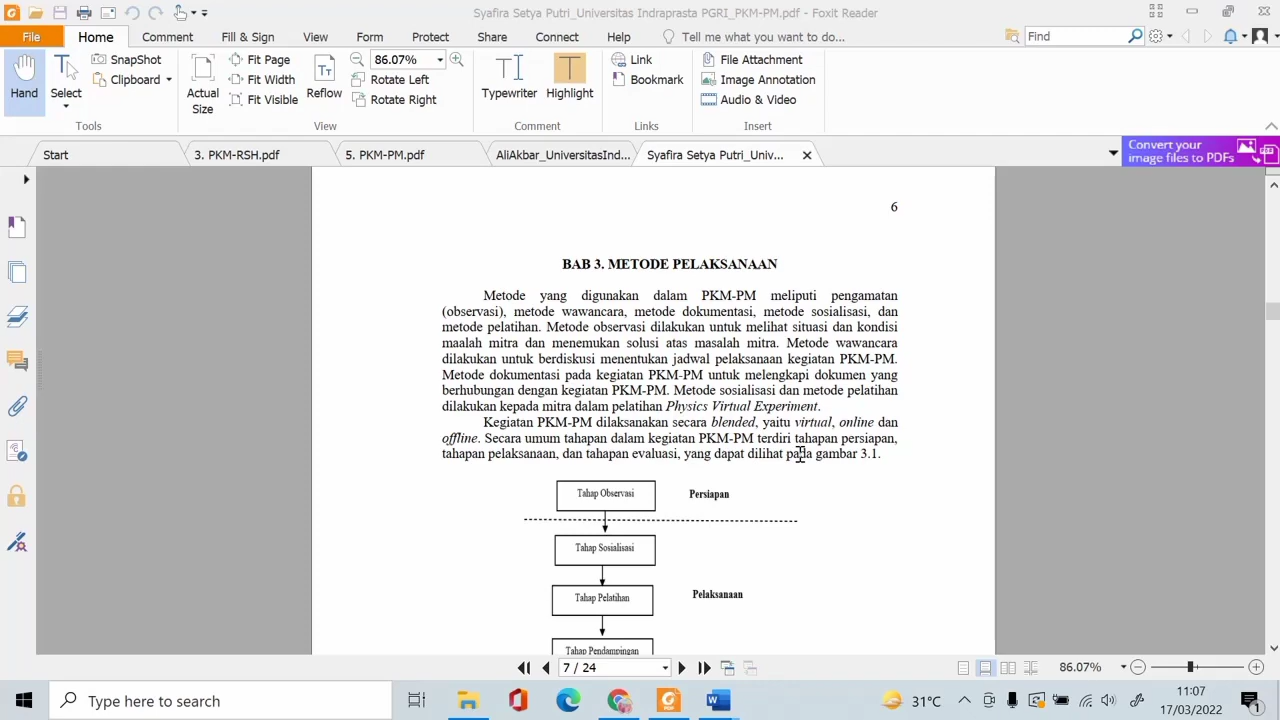 Syafira Setya Putri_Universitas Indraprasta PGRI_PKM-PM.pdf - Foxit Reader
File Home Comment Fill & Sign View Form Protect Share Connect Help Tell me what you want to do... Find
Hand
Select
SnapShot
Clipboard
Tools
Actual Size
Fit Page
Fit Width
Fit Visible
Reflow
86.07%
Rotate Left
Rotate Right
View
Typewriter
Highlight
Comment
Link
Bookmark
Links
File Attachment
Image Annotation
Audio & Video
Insert
Start
3. PKM-RSH.pdf
5. PKM-PM.pdf
AliAkbar_UniversitasInd...
Syafira Setya Putri_Univ...
Convert your
image files to PDFs
6
BAB 3. METODE PELAKSANAAN
Metode yang digunakan dalam PKM-PM meliputi pengamatan
(observasi), metode wawancara, metode dokumentasi, metode sosialisasi, dan
metode pelatihan. Metode observasi dilakukan untuk melihat situasi dan kondisi
maalah mitra dan menemukan solusi atas masalah mitra. Metode wawancara
dilakukan untuk berdiskusi menentukan jadwal pelaksanaan kegiatan PKM-PM.
Metode dokumentasi pada kegiatan PKM-PM untuk melengkapi dokumen yang
berhubungan dengan kegiatan PKM-PM. Metode sosialisasi dan metode pelatihan
dilakukan kepada mitra dalam pelatihan Physics Virtual Experiment.
Kegiatan PKM-PM dilaksanakan secara blended, yaitu virtual, online dan
offline. Secara umum tahapan dalam kegiatan PKM-PM terdiri tahapan persiapan,
tahapan pelaksanaan, dan tahapan evaluasi, yang dapat dilihat pada gambar 3.1.
Tahap Observasi
Persiapan
Tahap Sosialisasi
Tahap Pelatihan
Pelaksanaan
Tahap Pendampingan
7 / 24
86.07%
Type here to search
31°C
11:07
17/03/2022
1